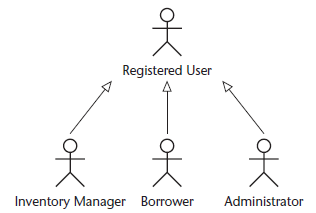 Registered User
Inventory Manager
Borrower
Administrator